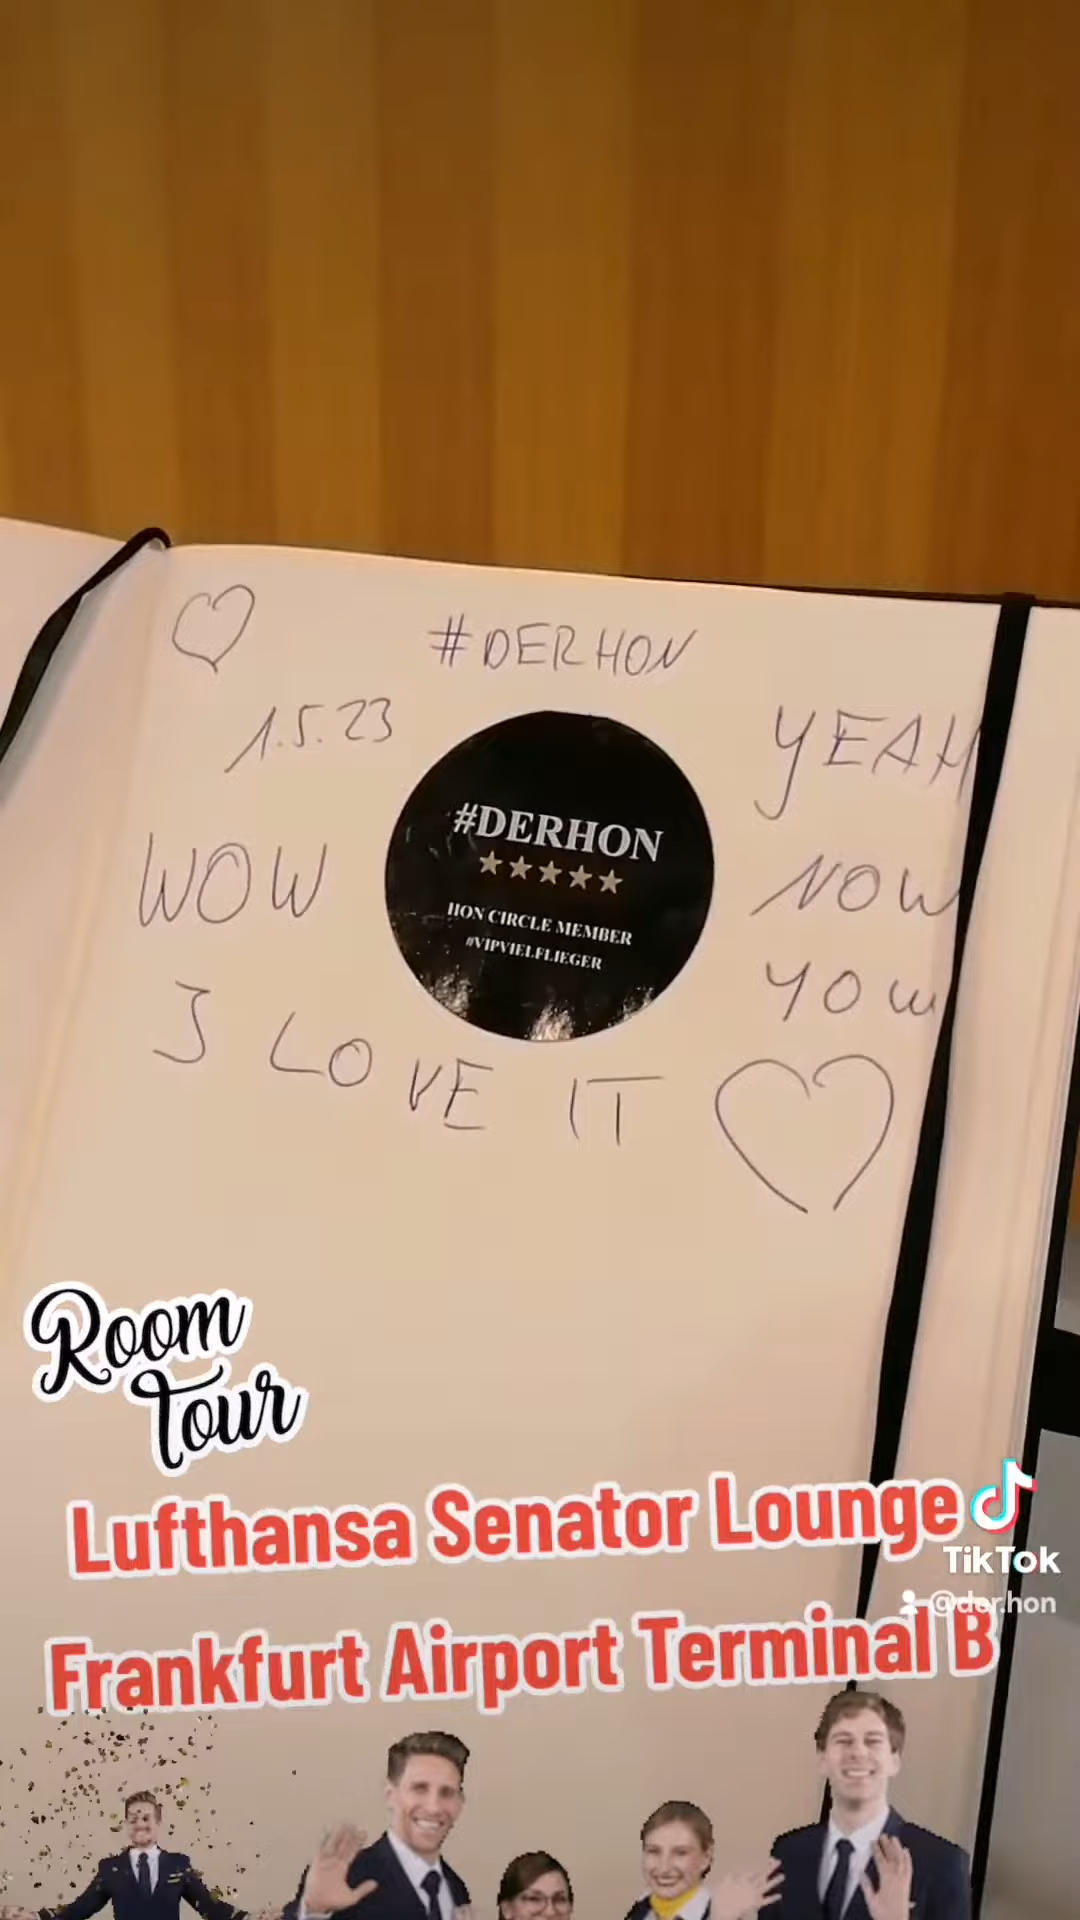 #DERHON
1.5.23
YEAH
#DERHON
WOW
NOW
HON CIRCLE MEMBER
#VIPVIELFLIEGER
YOU
I LOVE IT
Room
Tour
Lufthansa Senator Lounge
TikTok
@der.hon
Frankfurt Airport Terminal B